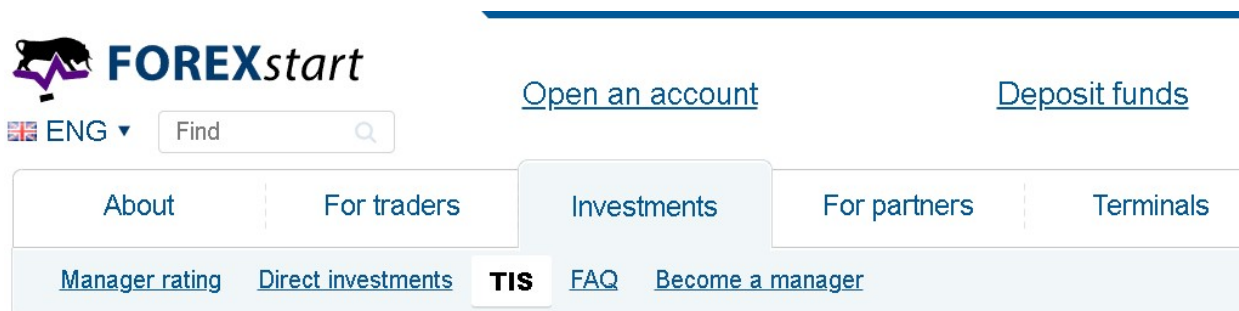 FOREXstart
Open an account Deposit funds
ENG Find
About For traders Investments For partners Terminals
Manager rating Direct investments TIS FAQ Become a manager